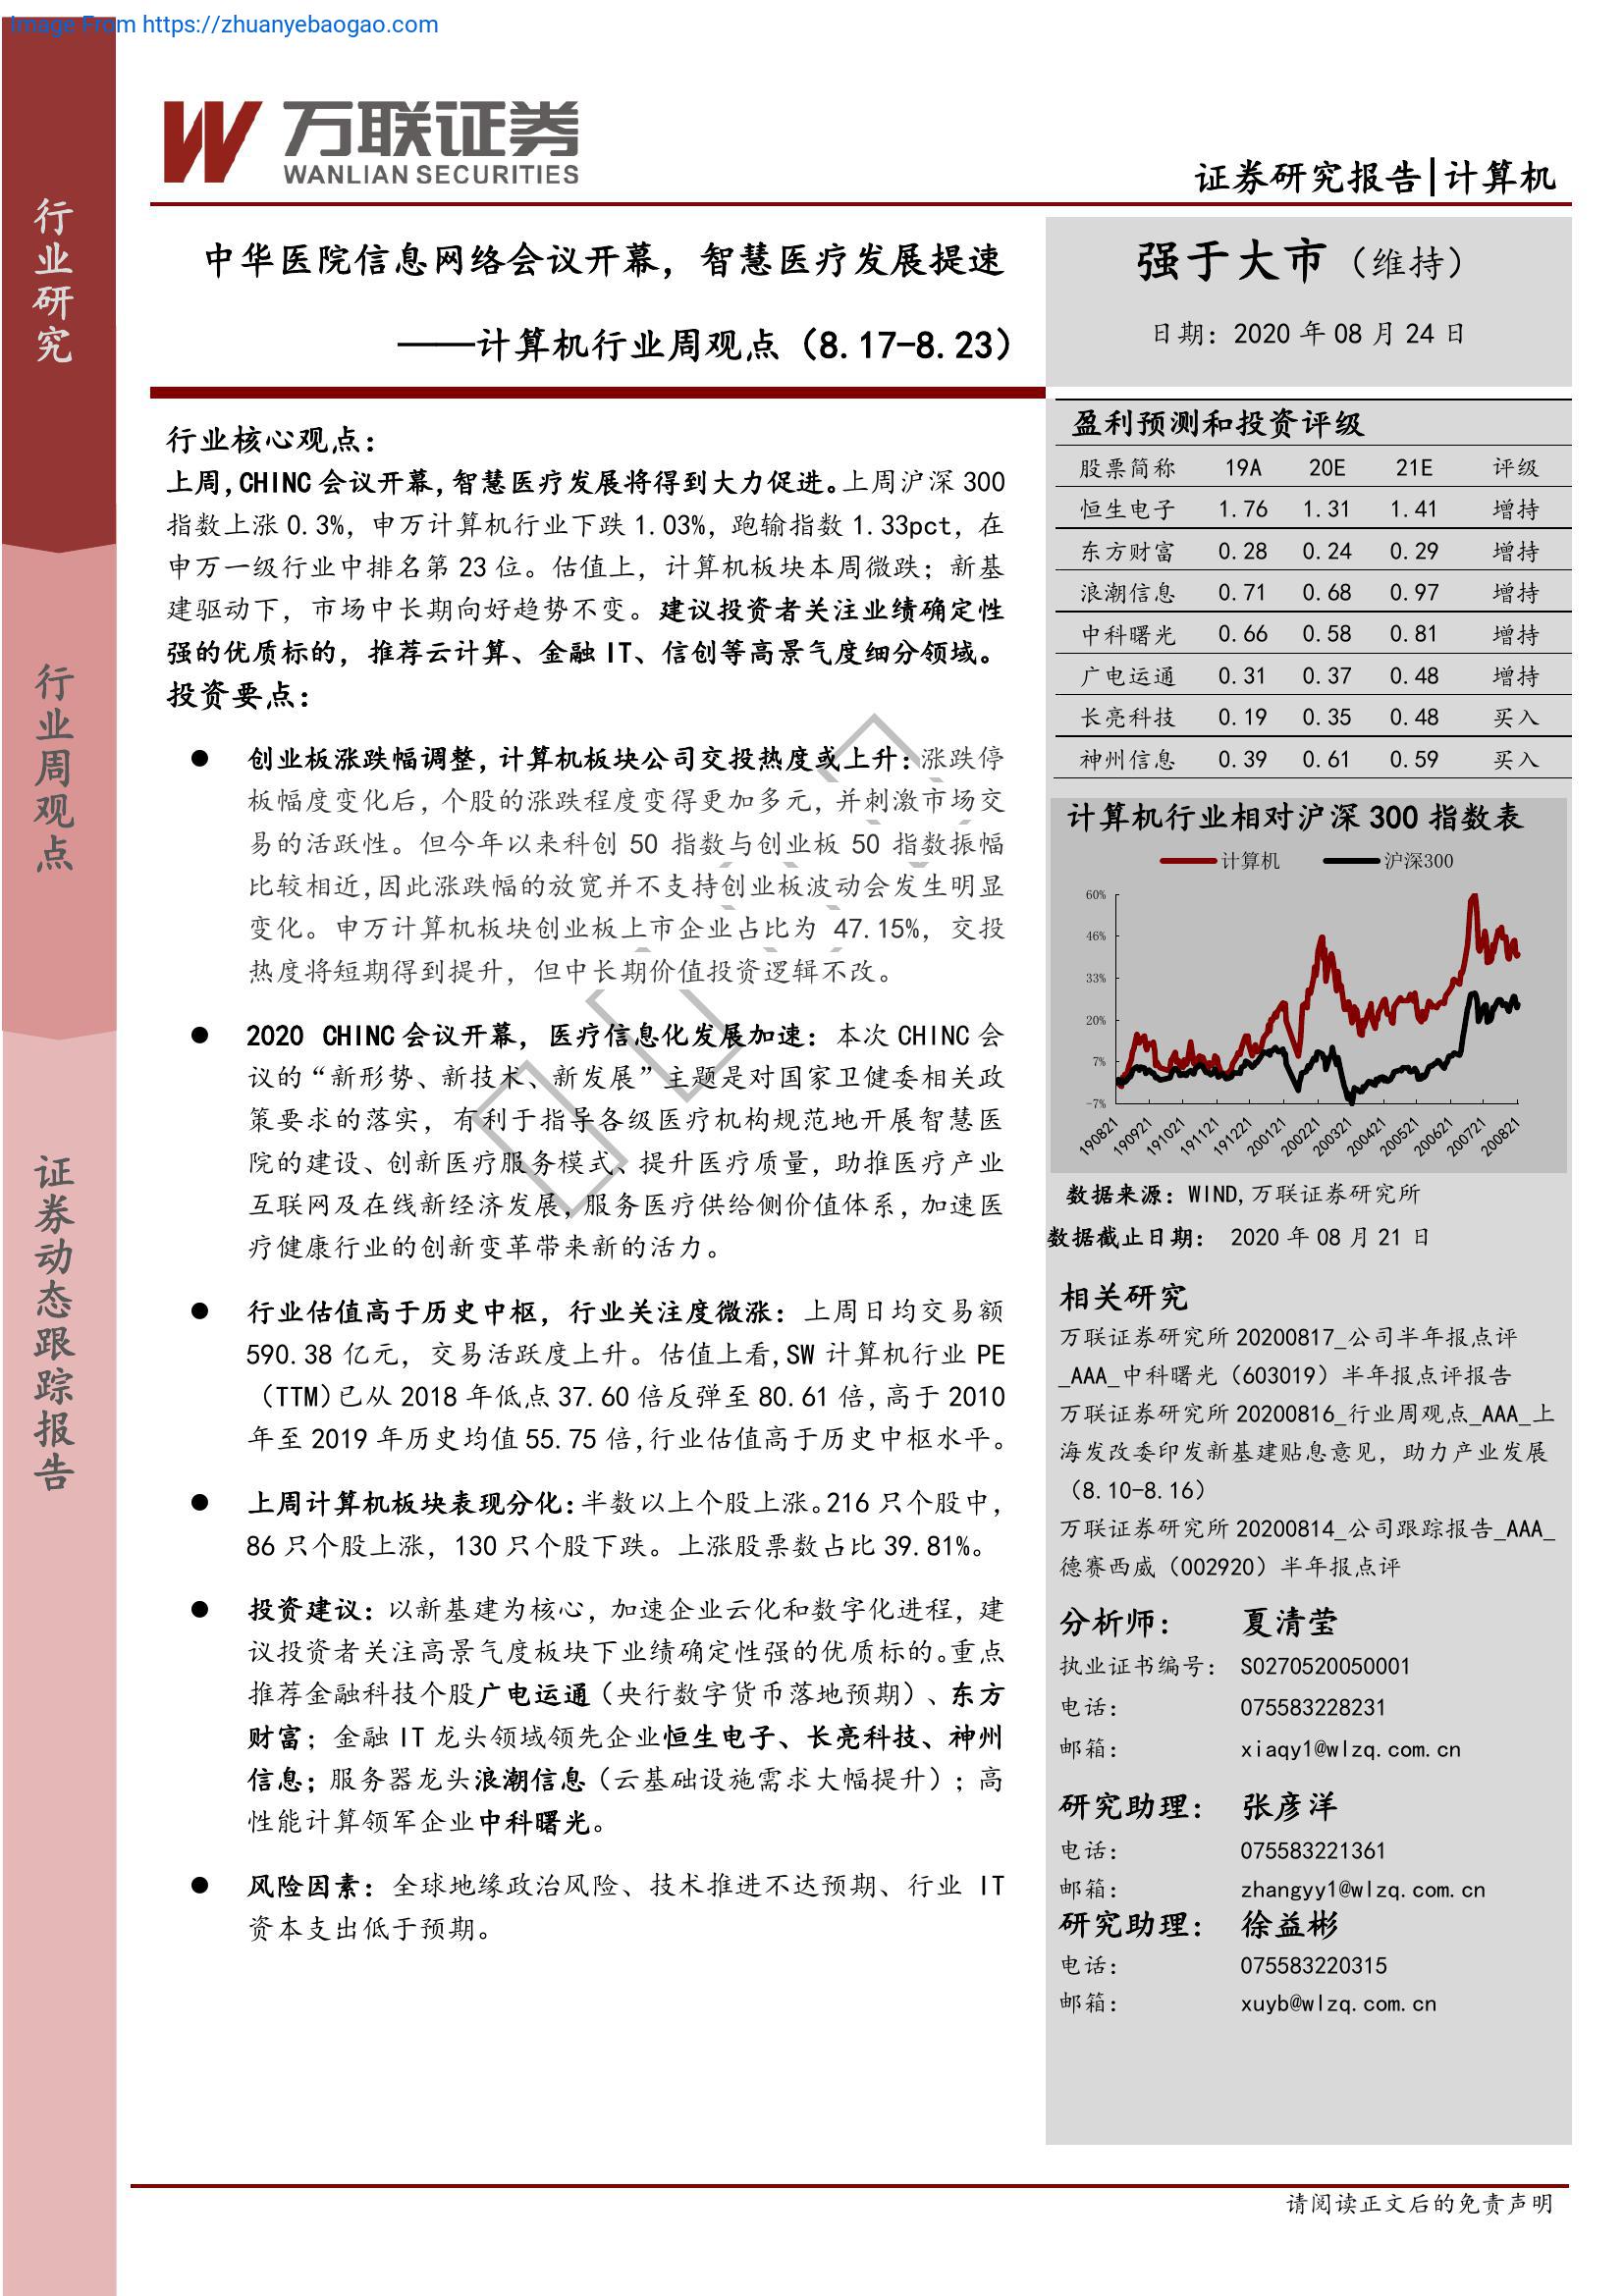 Image From https://zhuanyebaogao.com
万联证券
WANLIAN SECURITIES
证券研究报告|计算机
行业研究
行业周观点
证券动态跟踪报告
中华医院信息网络会议开幕，智慧医疗发展提速
——计算机行业周观点（8.17-8.23）
强于大市（维持）
日期：2020 年 08 月 24 日
行业核心观点：
上周，CHINC 会议开幕，智慧医疗发展将得到大力促进。上周沪深 300
指数上涨 0.3%，申万计算机行业下跌 1.03%，跑输指数 1.33pct，在
申万一级行业中排名第 23 位。估值上，计算机板块本周微跌；新基
建驱动下，市场中长期向好趋势不变。建议投资者关注业绩确定性
强的优质标的，推荐云计算、金融 IT、信创等高景气度细分领域。
投资要点：
● 创业板涨跌幅调整，计算机板块公司交投热度或上升：涨跌停
板幅度变化后，个股的涨跌程度变得更加多元，并刺激市场交
易的活跃性。但今年以来科创 50 指数与创业板 50 指数振幅
比较相近，因此涨跌幅的放宽并不支持创业板波动会发生明显
变化。申万计算机板块创业板上市企业占比为 47.15%，交投
热度将短期得到提升，但中长期价值投资逻辑不改。
● 2020 CHINC 会议开幕，医疗信息化发展加速：本次 CHINC 会
议的“新形势、新技术、新发展”主题是对国家卫健委相关政
策要求的落实，有利于指导各级医疗机构规范地开展智慧医
院的建设、创新医疗服务模式、提升医疗质量，助推医疗产业
互联网及在线新经济发展，服务医疗供给侧价值体系，加速医
疗健康行业的创新变革带来新的活力。
● 行业估值高于历史中枢，行业关注度微涨：上周日均交易额
590.38 亿元，交易活跃度上升。估值上看，SW 计算机行业 PE
（TTM）已从 2018 年低点 37.60 倍反弹至 80.61 倍，高于 2010
年至 2019 年历史均值 55.75 倍，行业估值高于历史中枢水平。
● 上周计算机板块表现分化：半数以上个股上涨。216 只个股中，
86 只个股上涨，130 只个股下跌。上涨股票数占比 39.81%。
● 投资建议：以新基建为核心，加速企业云化和数字化进程，建
议投资者关注高景气度板块下业绩确定性强的优质标的。重点
推荐金融科技个股广电运通（央行数字货币落地预期）、东方
财富；金融 IT 龙头领域领先企业恒生电子、长亮科技、神州
信息；服务器龙头浪潮信息（云基础设施需求大幅提升）；高
性能计算领军企业中科曙光。
● 风险因素：全球地缘政治风险、技术推进不达预期、行业 IT
资本支出低于预期。
盈利预测和投资评级
股票简称 19A 20E 21E 评级
恒生电子 1.76 1.31 1.41 增持
东方财富 0.28 0.24 0.29 增持
浪潮信息 0.71 0.68 0.97 增持
中科曙光 0.66 0.58 0.81 增持
广电运通 0.31 0.37 0.48 增持
长亮科技 0.19 0.35 0.48 买入
神州信息 0.39 0.61 0.59 买入
计算机行业相对沪深 300 指数表
计算机 沪深300
60%
46%
33%
20%
7%
-7%
190821 190921 191021 191121 191221 200121 200221 200321 200421 200521 200621 200721 200821
数据来源：WIND，万联证券研究所
数据截止日期： 2020 年 08 月 21 日
相关研究
万联证券研究所 20200817_公司半年报点评
_AAA_中科曙光（603019）半年报点评报告
万联证券研究所 20200816_行业周观点_AAA_上
海发改委印发新基建贴息意见，助力产业发展
（8.10-8.16）
万联证券研究所 20200814_公司跟踪报告_AAA_
德赛西威（002920）半年报点评
分析师： 夏清莹
执业证书编号： S0270520050001
电话： 075583228231
邮箱： xiaqy1@wlzq.com.cn
研究助理： 张彦洋
电话： 075583221361
邮箱： zhangyy1@wlzq.com.cn
研究助理： 徐益彬
电话： 075583220315
邮箱： xuyb@wlzq.com.cn
请阅读正文后的免责声明